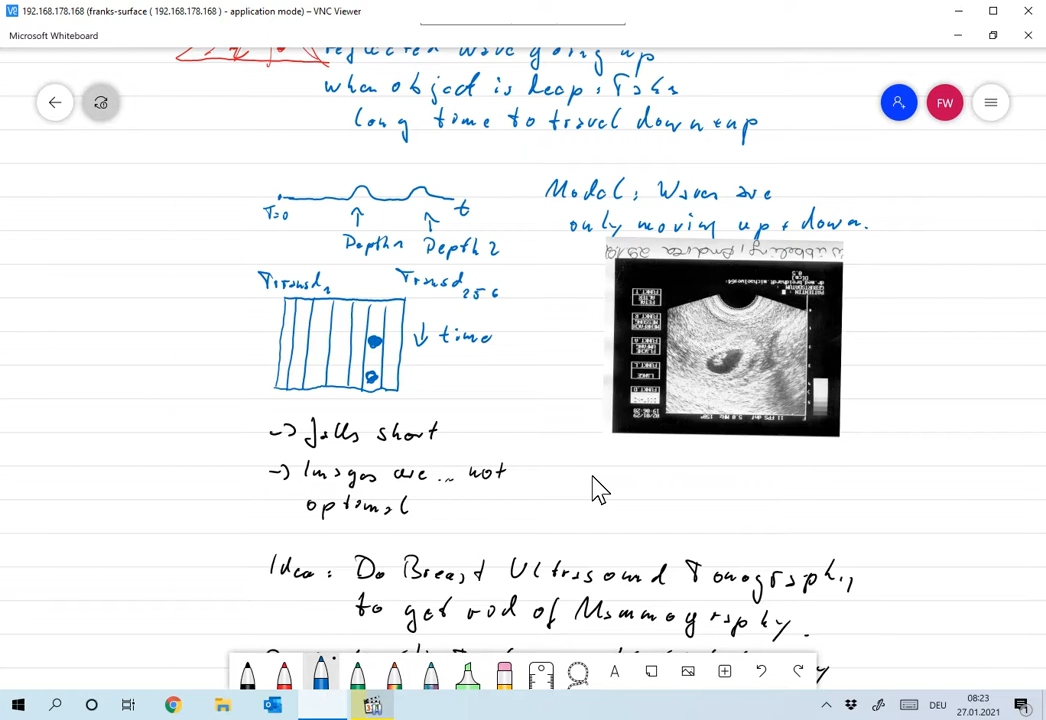 192.168.178.168 (franks-surface ( 192.168.178.168 ) - application mode) – VNC Viewer
Microsoft Whiteboard
reflected wave going up
when object is deep: Takes
long time to travel down + up
FW
T=0
t
Depth 1
Depth 2
Model: Waves are
only moving up + down.
Transd 1
Transd 256
↓ time
-> falls short
-> Images are ... not
optimal
Idea: Do Breast Ultrasound Tomography,
to get rid of Mammography.
DEU
08:23
27.01.2021